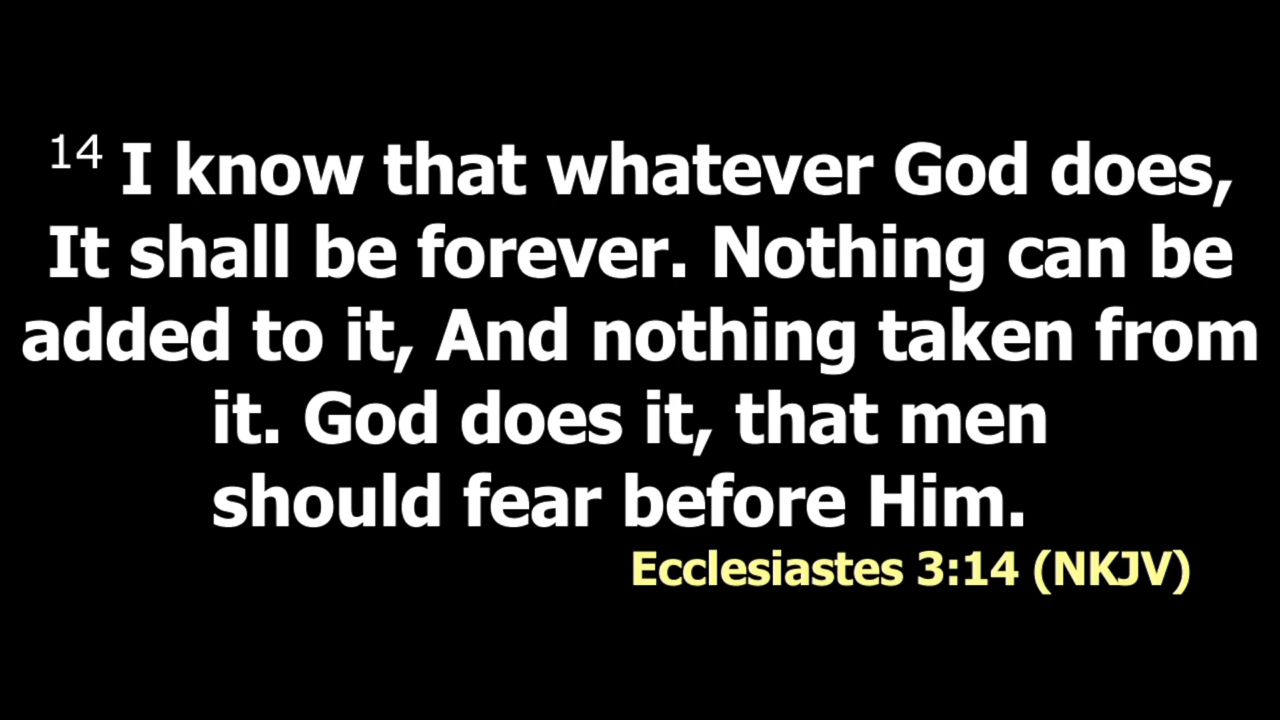 14 I know that whatever God does,
It shall be forever. Nothing can be
added to it, And nothing taken from
it. God does it, that men
should fear before Him.
Ecclesiastes 3:14 (NKJV)